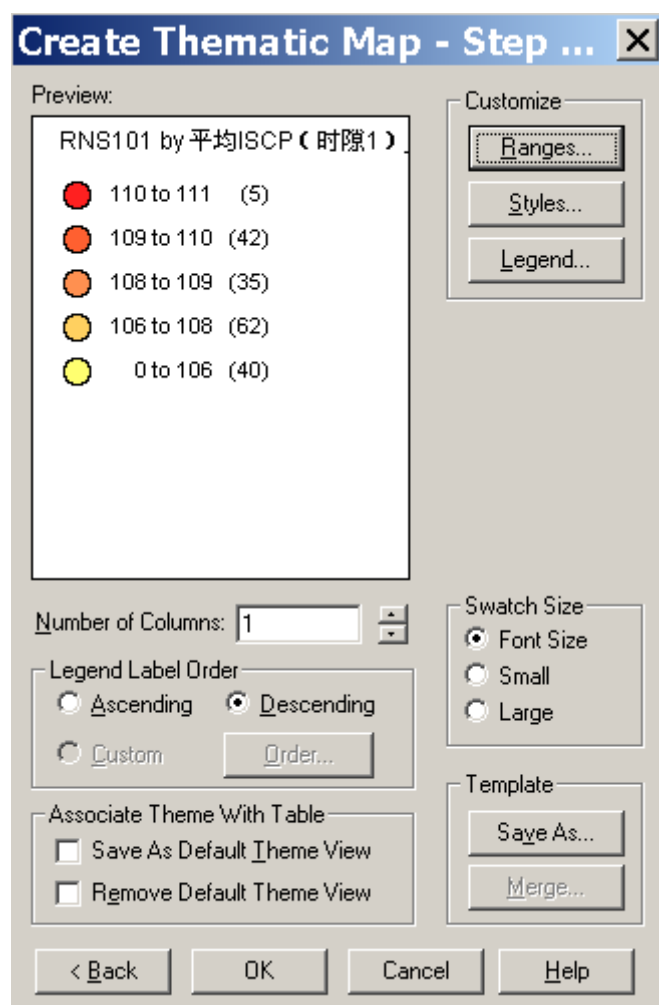 Create Thematic Map - Step ...
Preview:
RNS101 by 平均ISCP（时隙1）
110 to 111 (5)
109 to 110 (42)
108 to 109 (35)
106 to 108 (62)
0 to 106 (40)
Customize
Ranges...
Styles...
Legend...
Number of Columns: 1
Legend Label Order
Ascending Descending
Custom Order...
Associate Theme With Table
Save As Default Theme View
Remove Default Theme View
Swatch Size
Font Size
Small
Large
Template
Save As...
Merge...
< Back OK Cancel Help